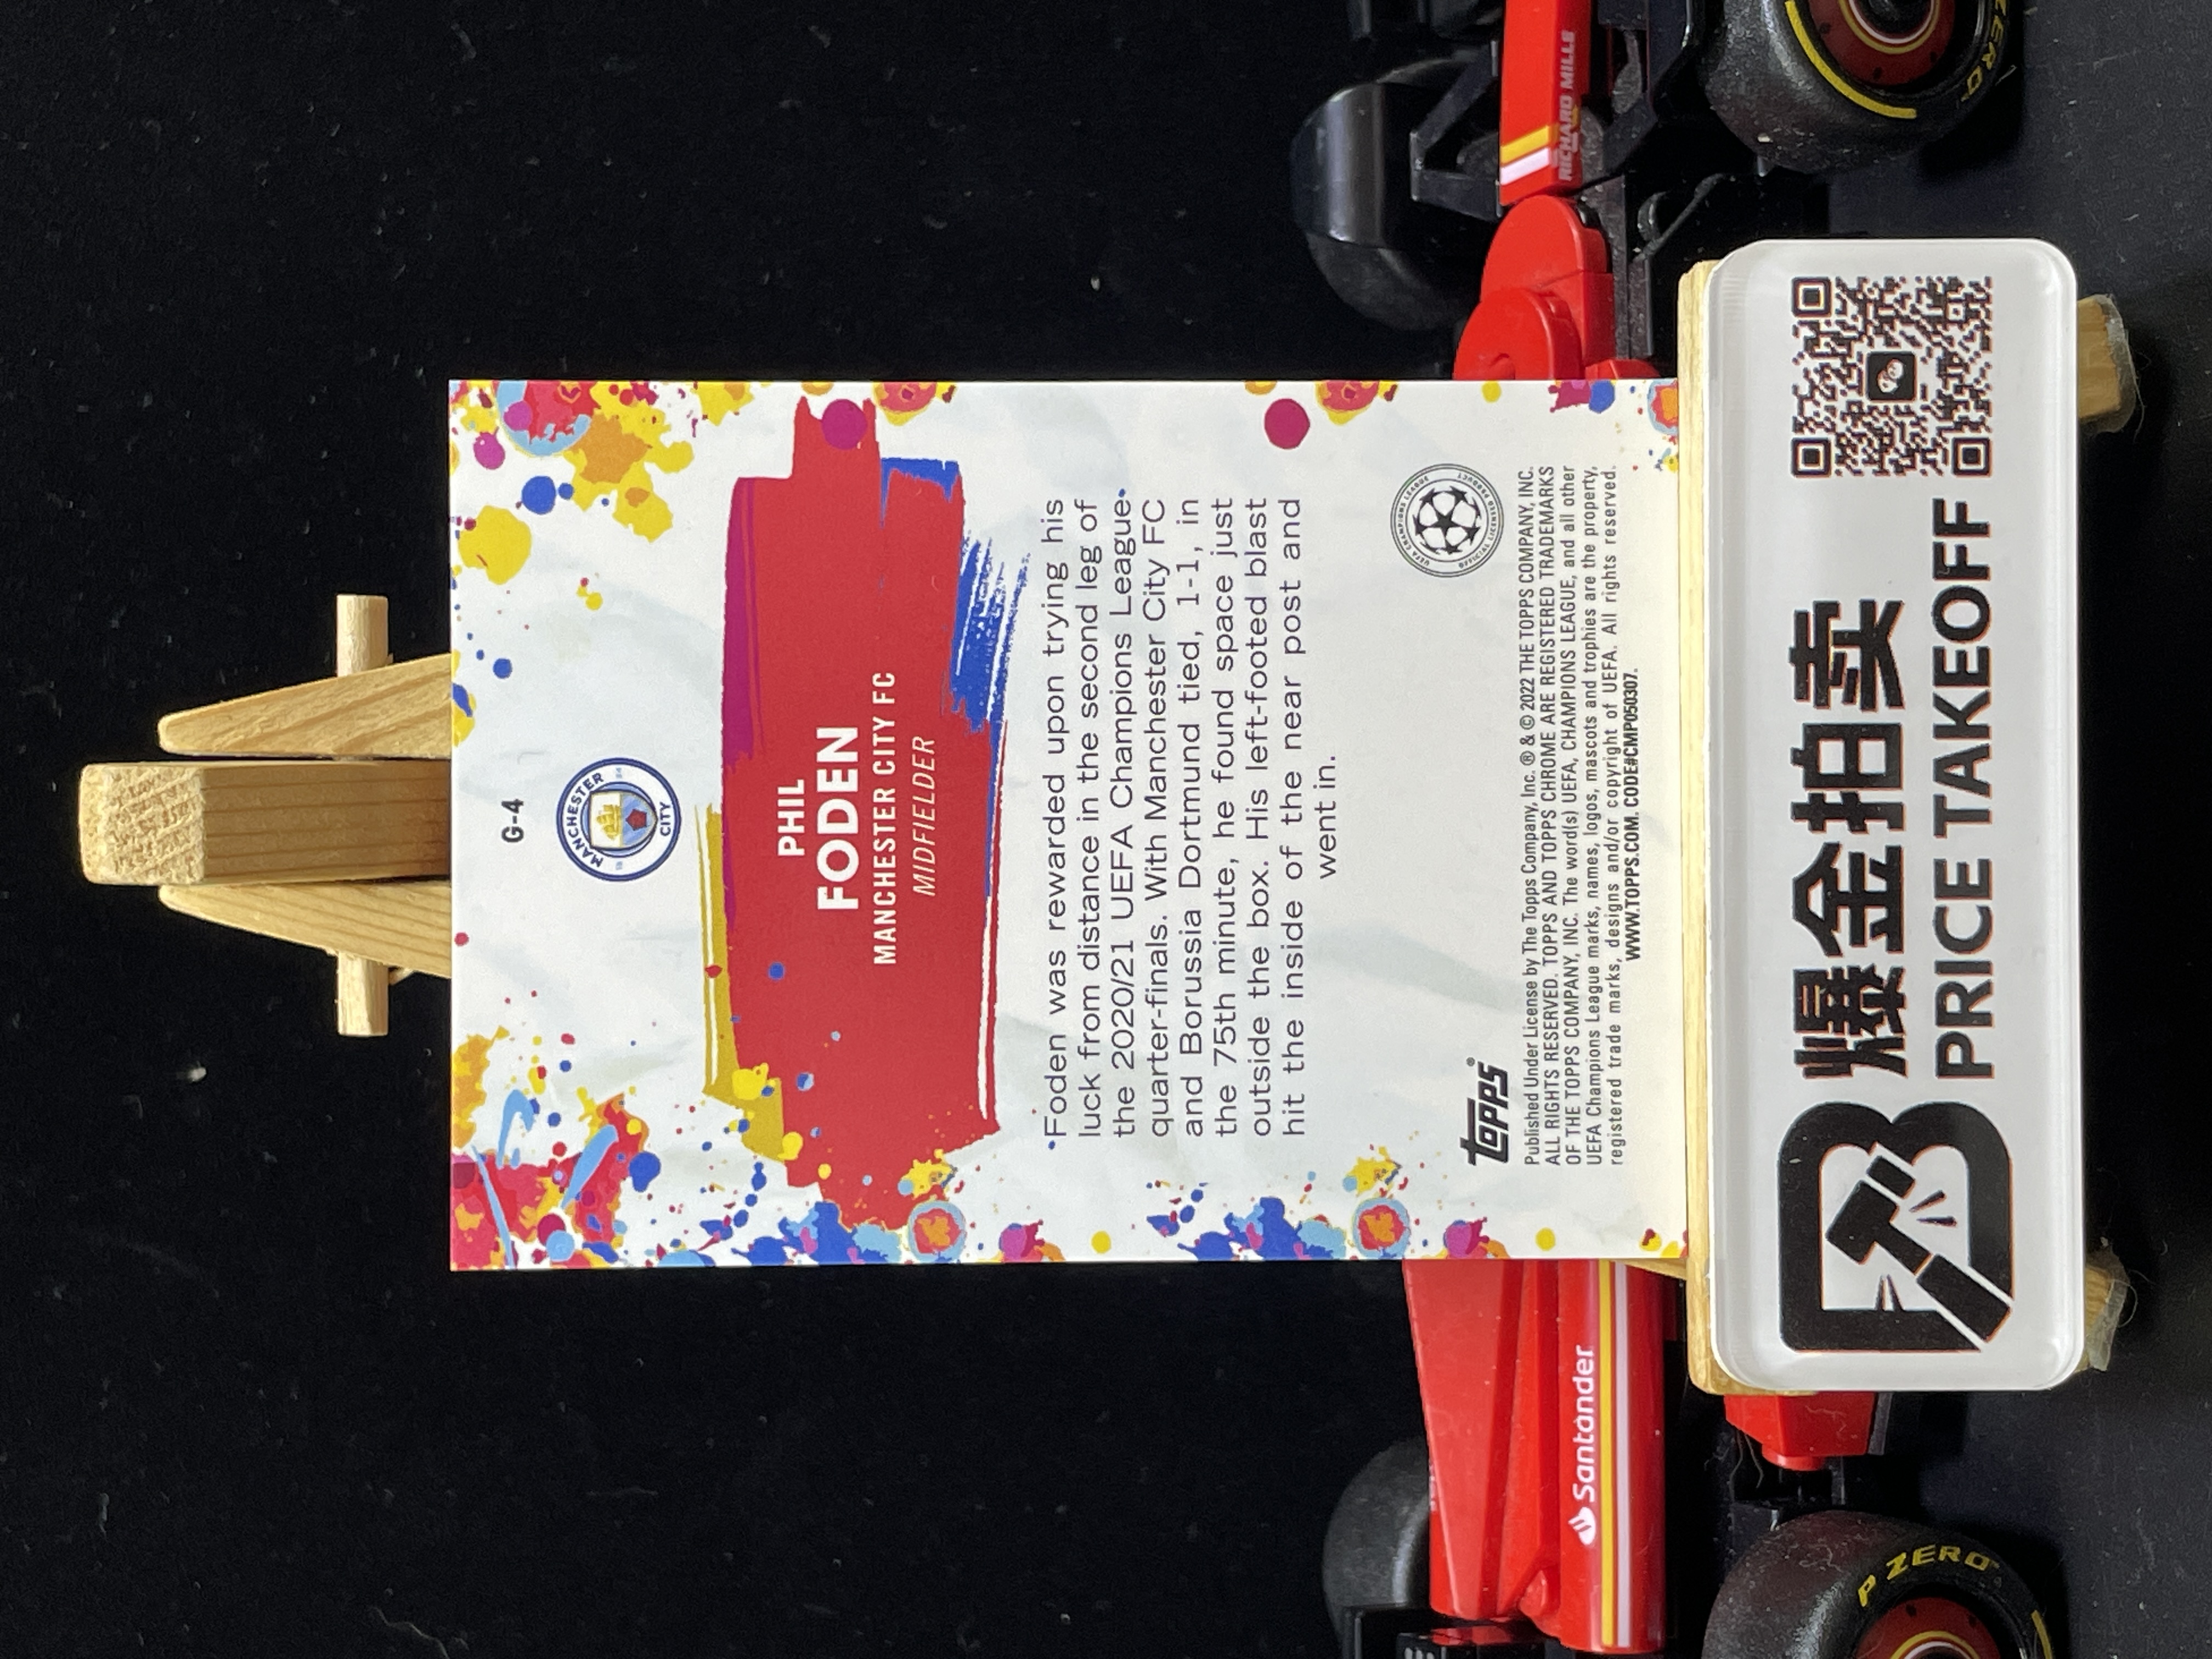 G-4
MANCHESTER
CITY
PHIL
FODEN
MANCHESTER CITY FC
MIDFIELDER
•Foden was rewarded upon trying his
luck from distance in the second leg of
the 2020/21 UEFA Champions League•
quarter-finals. With Manchester City FC
and Borussia Dortmund tied, 1-1, in
the 75th minute, he found space just
outside the box. His left-footed blast
hit the inside of the near post and
went in.
topps®
UEFA CHAMPIONS LEAGUE
OFFICIAL LICENSED PRODUCT
Published Under License by The Topps Company, Inc. ® & © 2022 THE TOPPS COMPANY, INC.
ALL RIGHTS RESERVED. TOPPS AND TOPPS CHROME ARE REGISTERED TRADEMARKS
OF THE TOPPS COMPANY, INC. The word(s) UEFA, CHAMPIONS LEAGUE, and all other
UEFA Champions League marks, names, logos, mascots and trophies are the property,
registered trade marks, designs and/or copyright of UEFA. All rights reserved.
WWW.TOPPS.COM. CODE#CMP050307.
爆金拍卖
PRICE TAKEOFF
Santander
RICHARD MILLE
P ZERO
ZERO